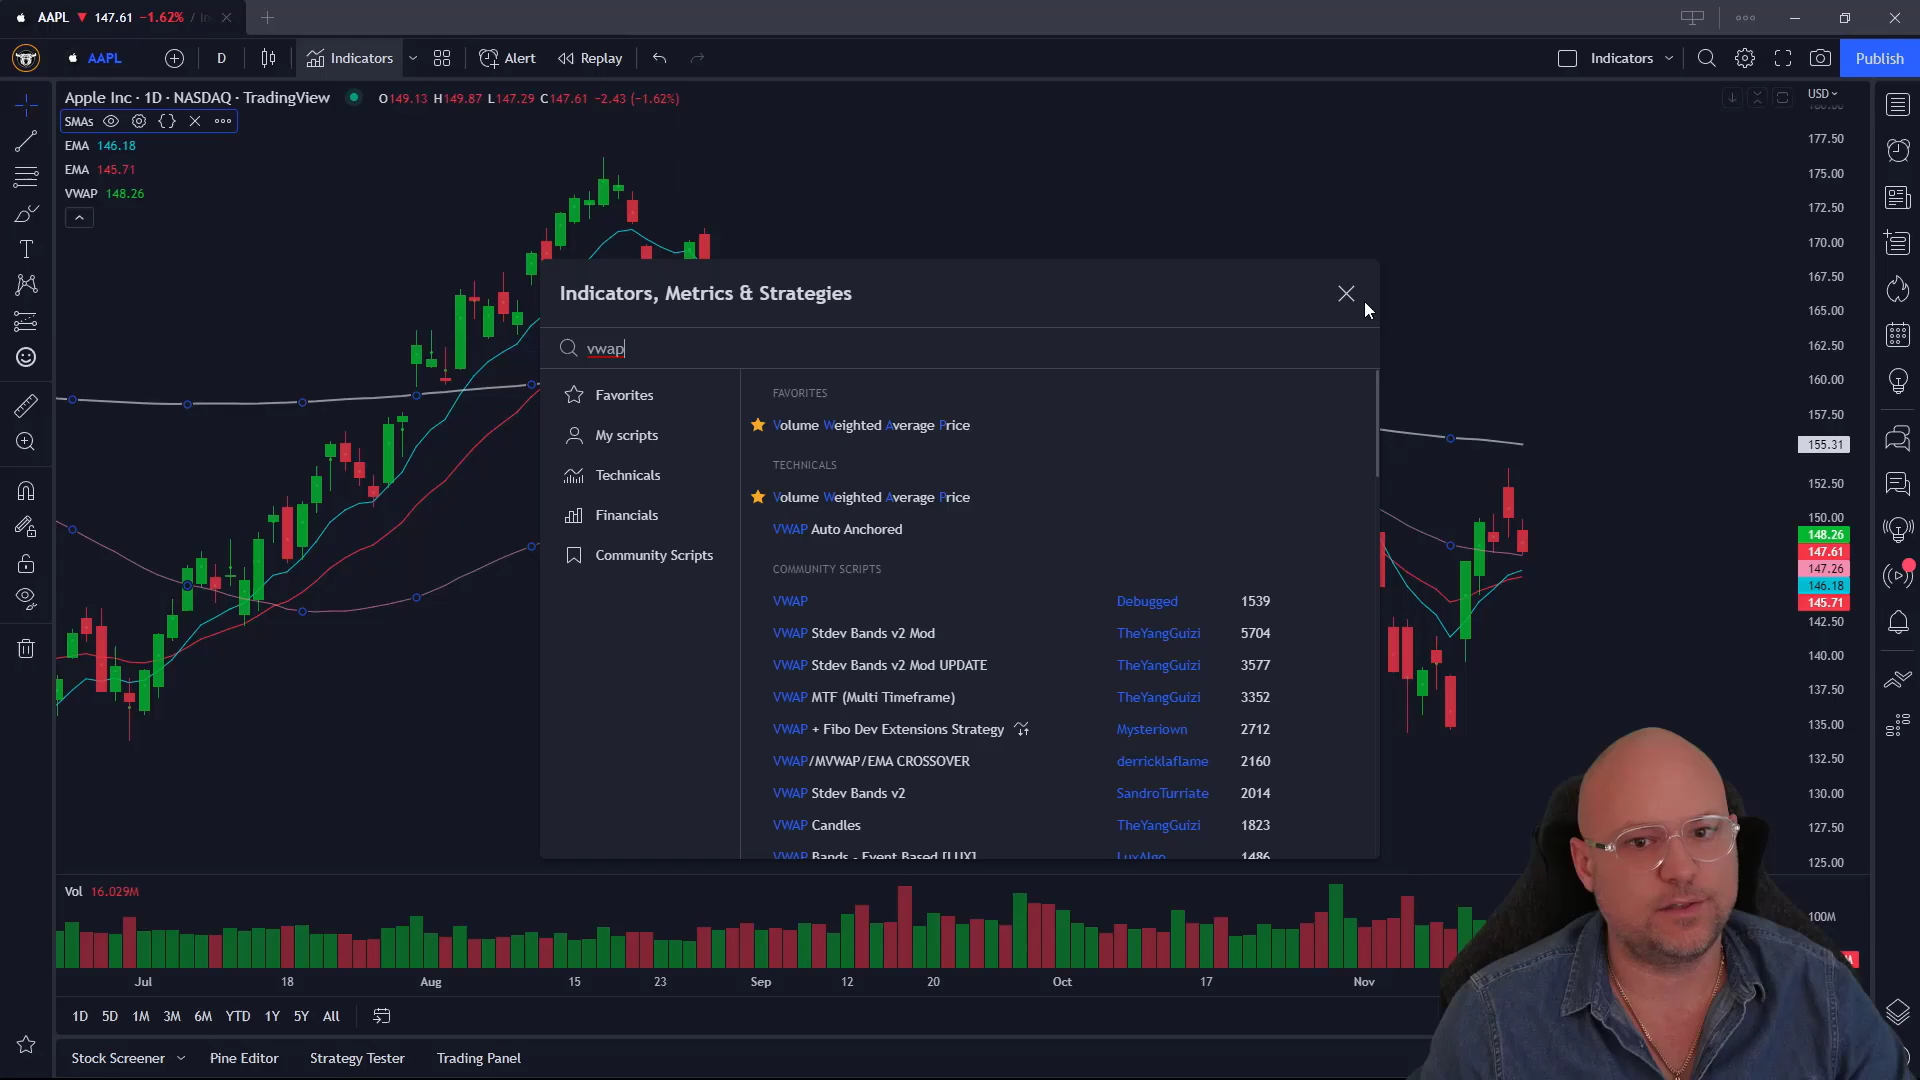 AAPL ▼ 147.61 −1.62% / In
AAPL
D
Indicators
Alert
Replay
Indicators
Publish
Apple Inc · 1D · NASDAQ · TradingView
O149.13 H149.87 L147.29 C147.61 −2.43 (−1.62%)
USD
SMAs
EMA 146.18
EMA 145.71
VWAP 148.26
Indicators, Metrics & Strategies
vwap
Favorites
My scripts
Technicals
Financials
Community Scripts
FAVORITES
Volume Weighted Average Price
TECHNICALS
Volume Weighted Average Price
VWAP Auto Anchored
COMMUNITY SCRIPTS
VWAP Debugged 1539
VWAP Stdev Bands v2 Mod TheYangGuizi 5704
VWAP Stdev Bands v2 Mod UPDATE TheYangGuizi 3577
VWAP MTF (Multi Timeframe) TheYangGuizi 3352
VWAP + Fibo Dev Extensions Strategy Mysteriown 2712
VWAP/MVWAP/EMA CROSSOVER derricklaflame 2160
VWAP Stdev Bands v2 SandroTurriate 2014
VWAP Candles TheYangGuizi 1823
VWAP Bands - Event Based [LUX] LuxAlgo 1486
177.50
175.00
172.50
170.00
167.50
165.00
162.50
160.00
157.50
155.31
152.50
150.00
148.26
147.61
147.26
146.18
145.71
142.50
140.00
137.50
135.00
132.50
130.00
127.50
125.00
Vol 16.029M
100M
Jul 18 Aug 15 23 Sep 12 20 Oct 17 Nov
1D 5D 1M 3M 6M YTD 1Y 5Y All
Stock Screener
Pine Editor
Strategy Tester
Trading Panel